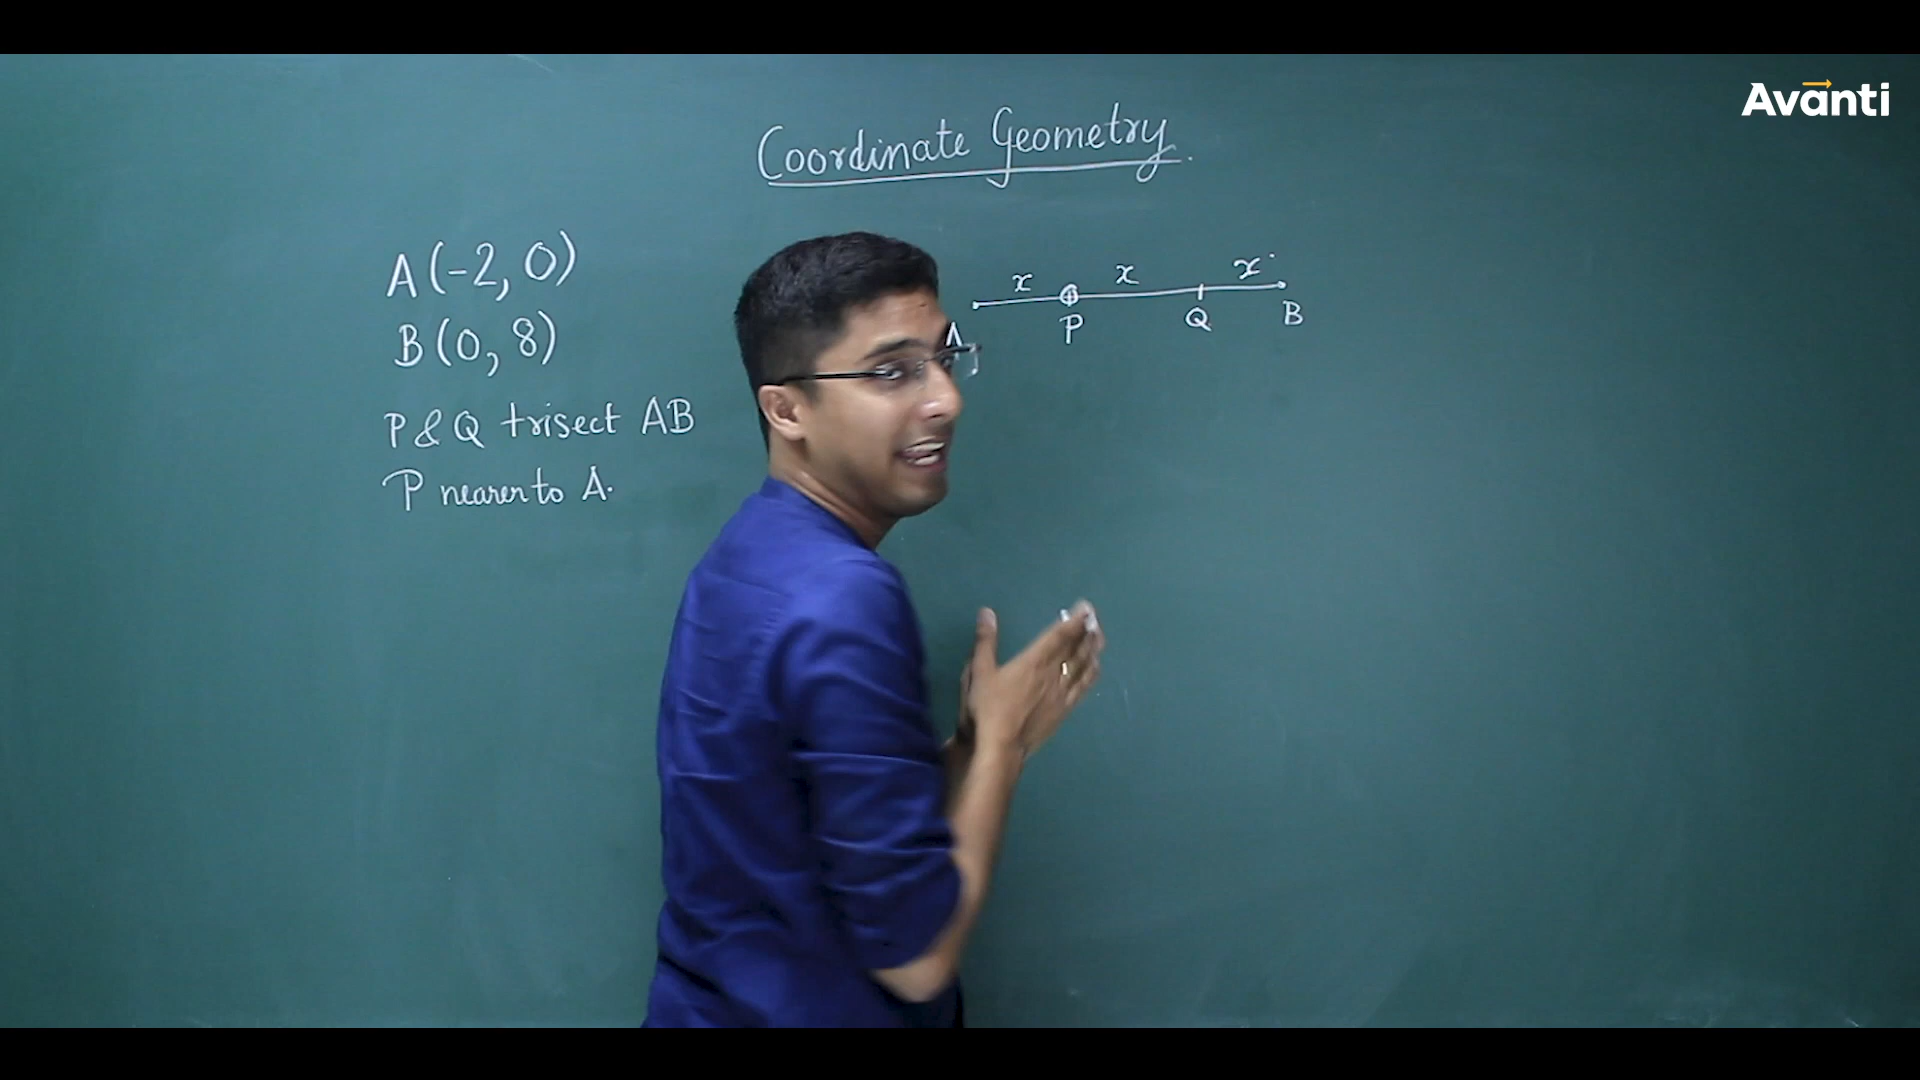 Avanti
Coordinate Geometry.
A(-2, 0)
B(0, 8)
P & Q trisect AB
P nearer to A.
x x x
A P Q B